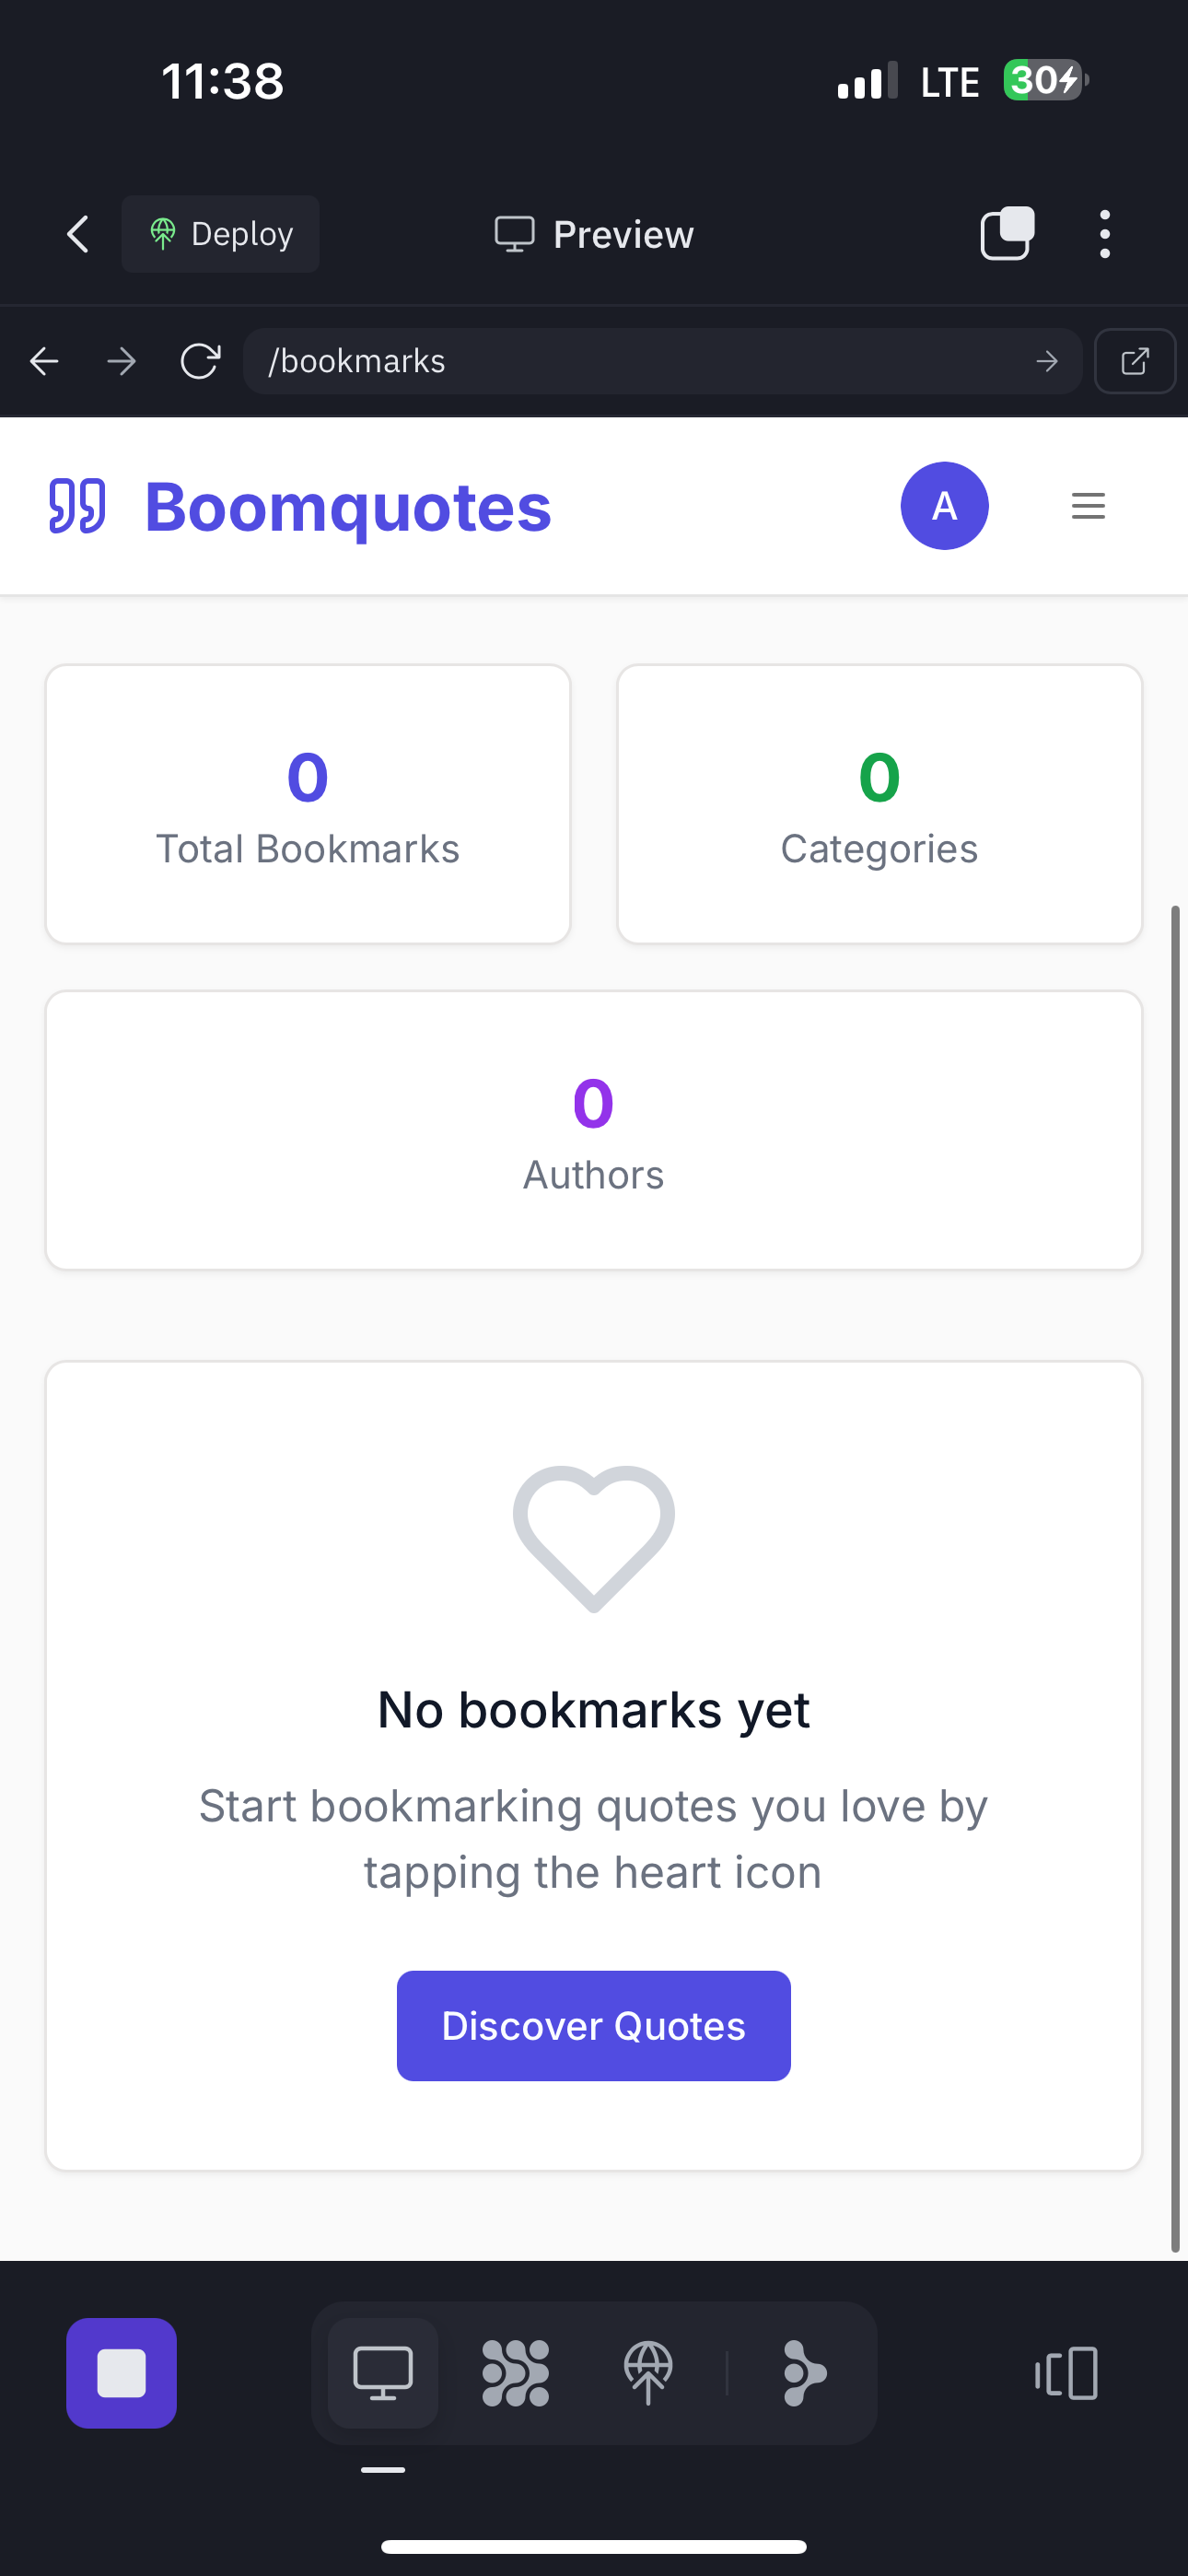 11:38
LTE
30
Deploy
Preview
/bookmarks
Boomquotes
A
0
Total Bookmarks
0
Categories
0
Authors
No bookmarks yet
Start bookmarking quotes you love by
tapping the heart icon
Discover Quotes